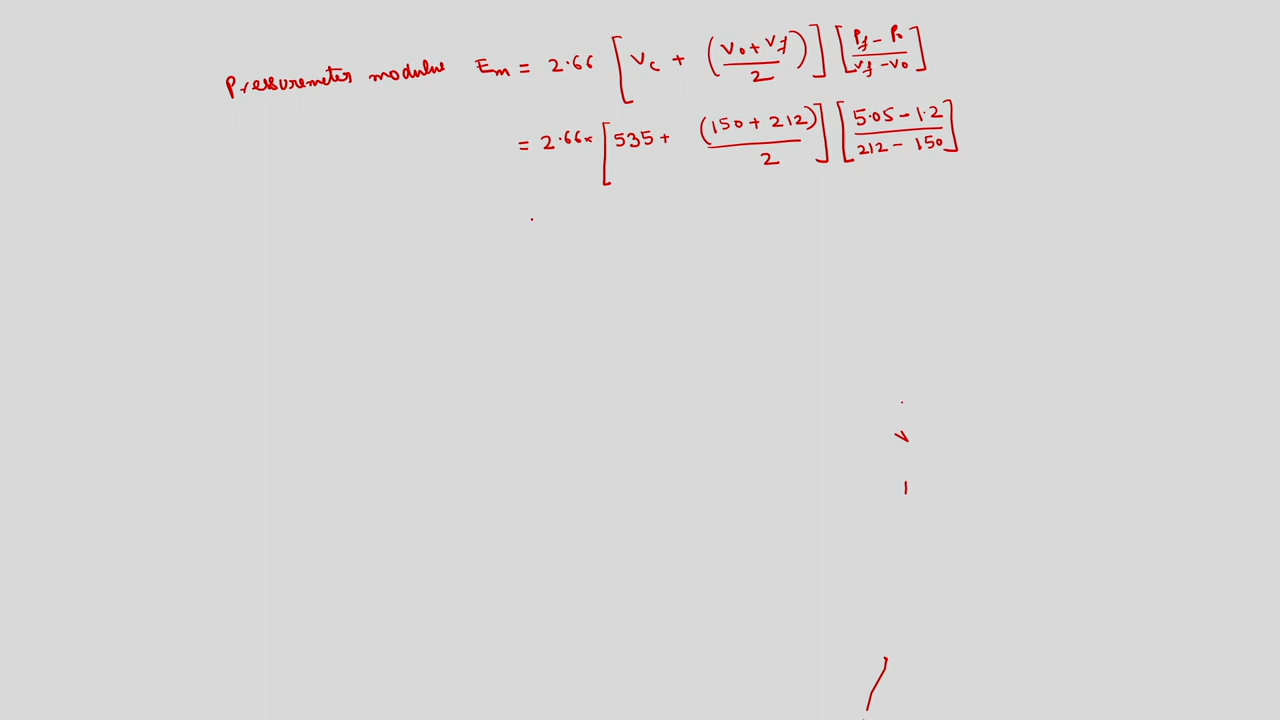 Pressuremeter modulus Em = 2.66 [Vc + ((V0 + Vf)/2)] [(Pf - P0)/(Vf - V0)]
= 2.66 × [535 + (150 + 212)/2] [(5.05 - 1.2)/(212 - 150)]